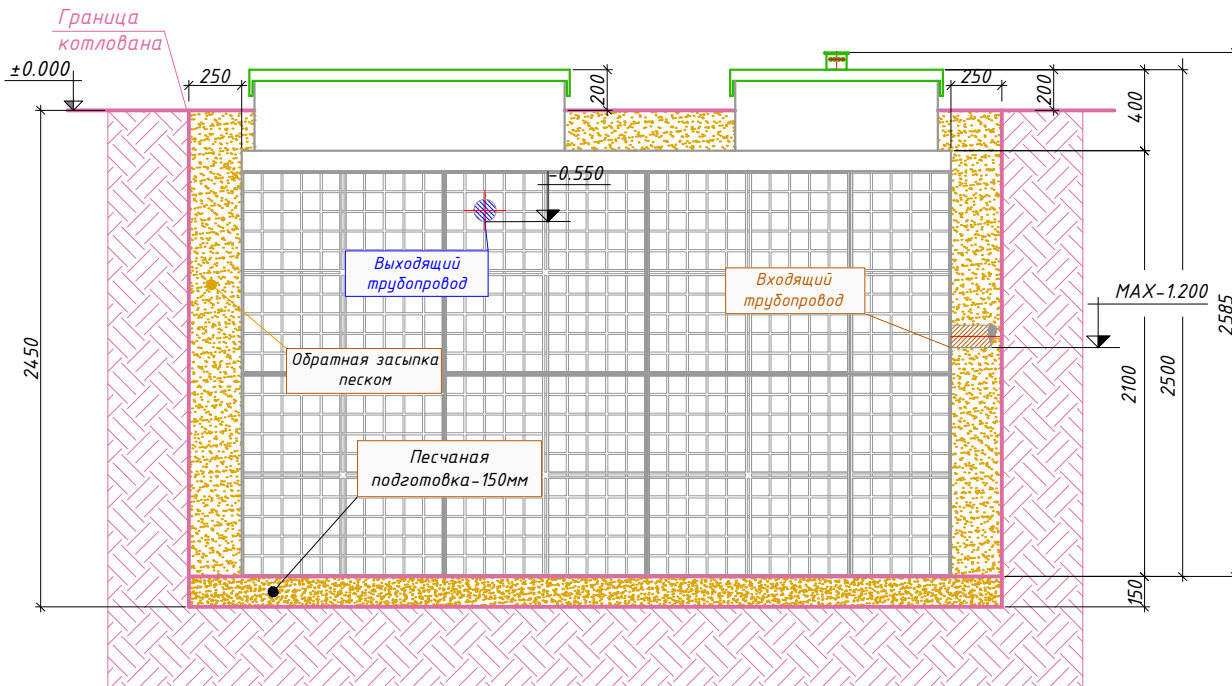 Граница
котлована
±0.000
250
200
250
200
400
-0.550
Выходящий
трубопровод
Входящий
трубопровод
MAX-1.200
2585
2450
2100
2500
Обратная засыпка
песком
Песчаная
подготовка-150мм
150